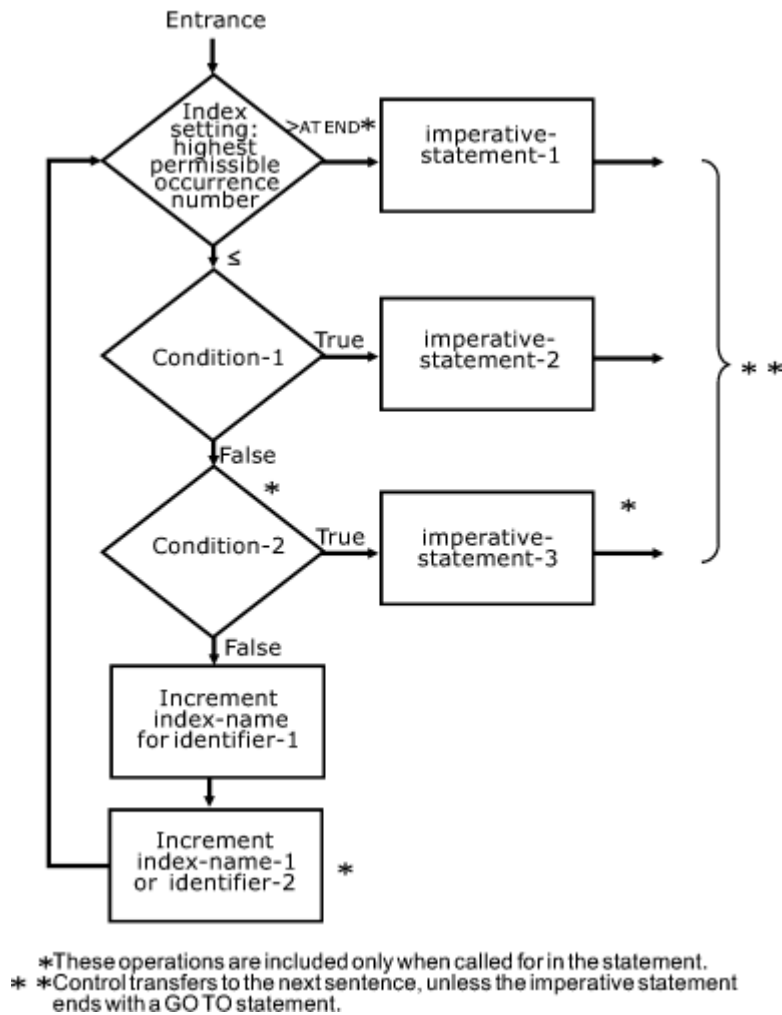 Entrance
Index
setting:
highest
permissible
occurrence
number
>AT END*
imperative-
statement-1
≤
Condition-1
True
imperative-
statement-2
* *
False
*
Condition-2
True
imperative-
statement-3
*
False
Increment
index-name
for identifier-1
Increment
index-name-1
or identifier-2
*
*These operations are included only when called for in the statement.
* *Control transfers to the next sentence, unless the imperative statement
ends with a GO TO statement.